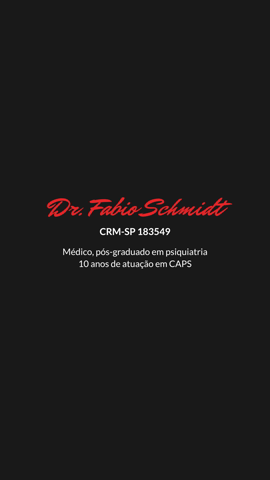 Dr. Fabio Schmidt
CRM-SP 183549
Médico, pós-graduado em psiquiatria
10 anos de atuação em CAPS